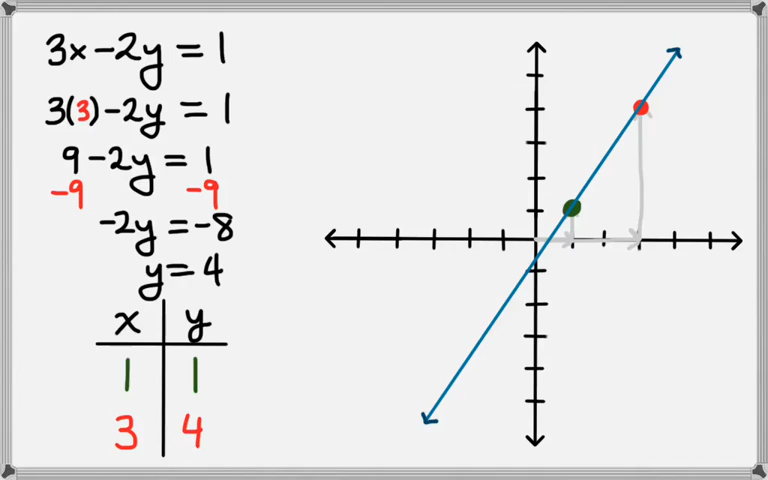 3x-2y=1
3(3)-2y=1
9-2y=1
-9 -9
-2y=-8
y=4
x y
1 1
3 4